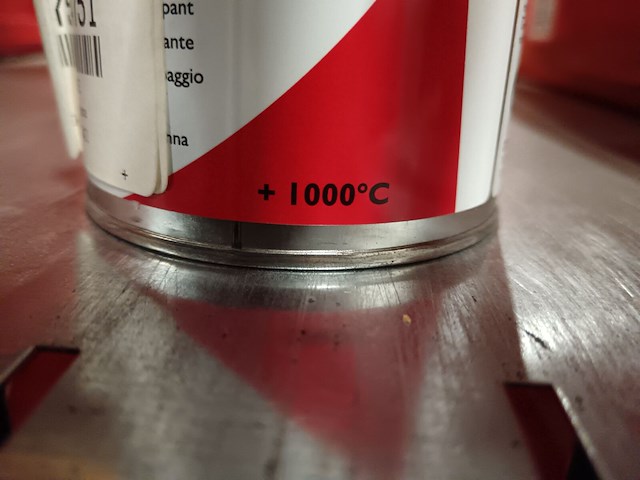 pant
ante
aggio
nna
+ 1000°C